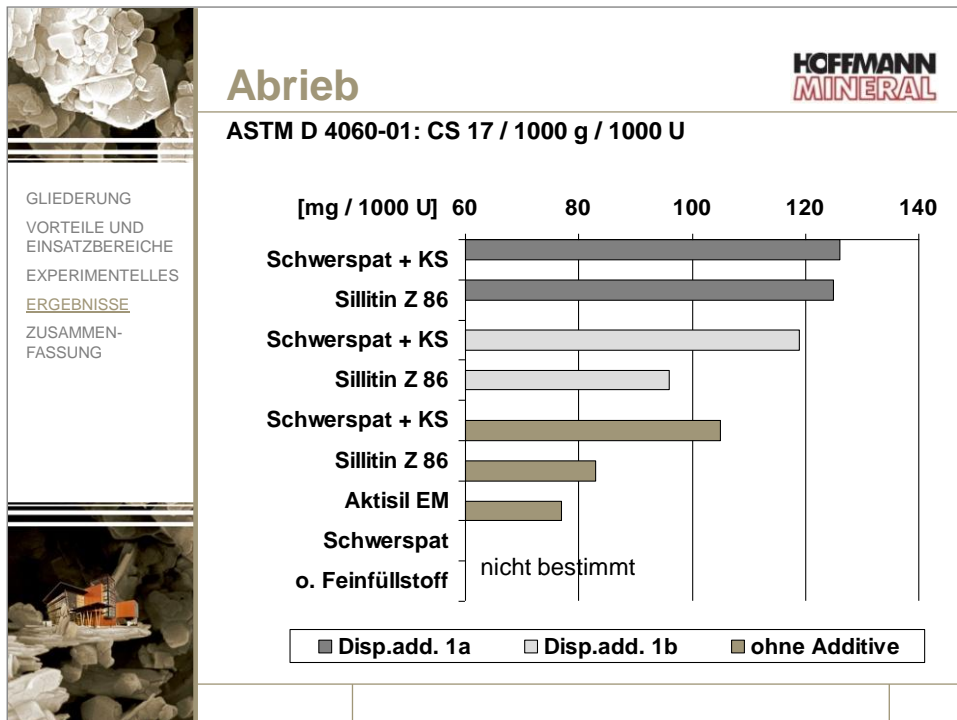 HOFFMANN
MINERAL
Abrieb
ASTM D 4060-01: CS 17 / 1000 g / 1000 U
GLIEDERUNG
VORTEILE UND
EINSATZBEREICHE
EXPERIMENTELLES
ERGEBNISSE
ZUSAMMEN-
FASSUNG
[mg / 1000 U] 60 80 100 120 140
Schwerspat + KS
Sillitin Z 86
Schwerspat + KS
Sillitin Z 86
Schwerspat + KS
Sillitin Z 86
Aktisil EM
Schwerspat
o. Feinfüllstoff
nicht bestimmt
Disp.add. 1a Disp.add. 1b ohne Additive